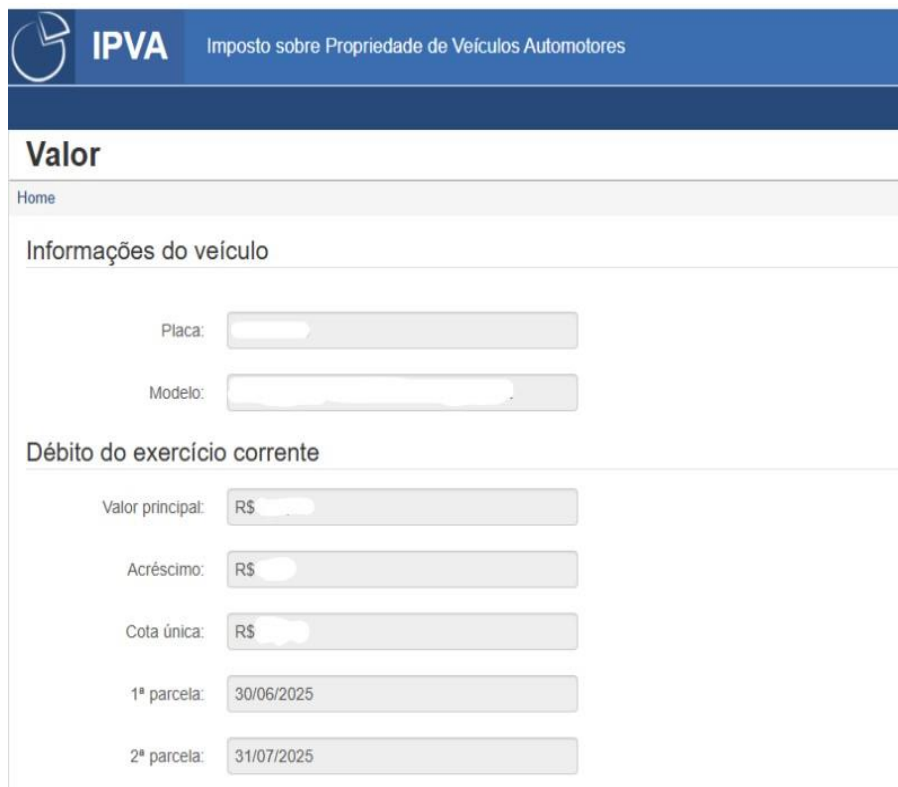 IPVA Imposto sobre Propriedade de Veículos Automotores
Valor
Home
Informações do veículo
Placa:
Modelo:
Débito do exercício corrente
Valor principal: R$
Acréscimo: R$
Cota única: R$
1ª parcela: 30/06/2025
2ª parcela: 31/07/2025